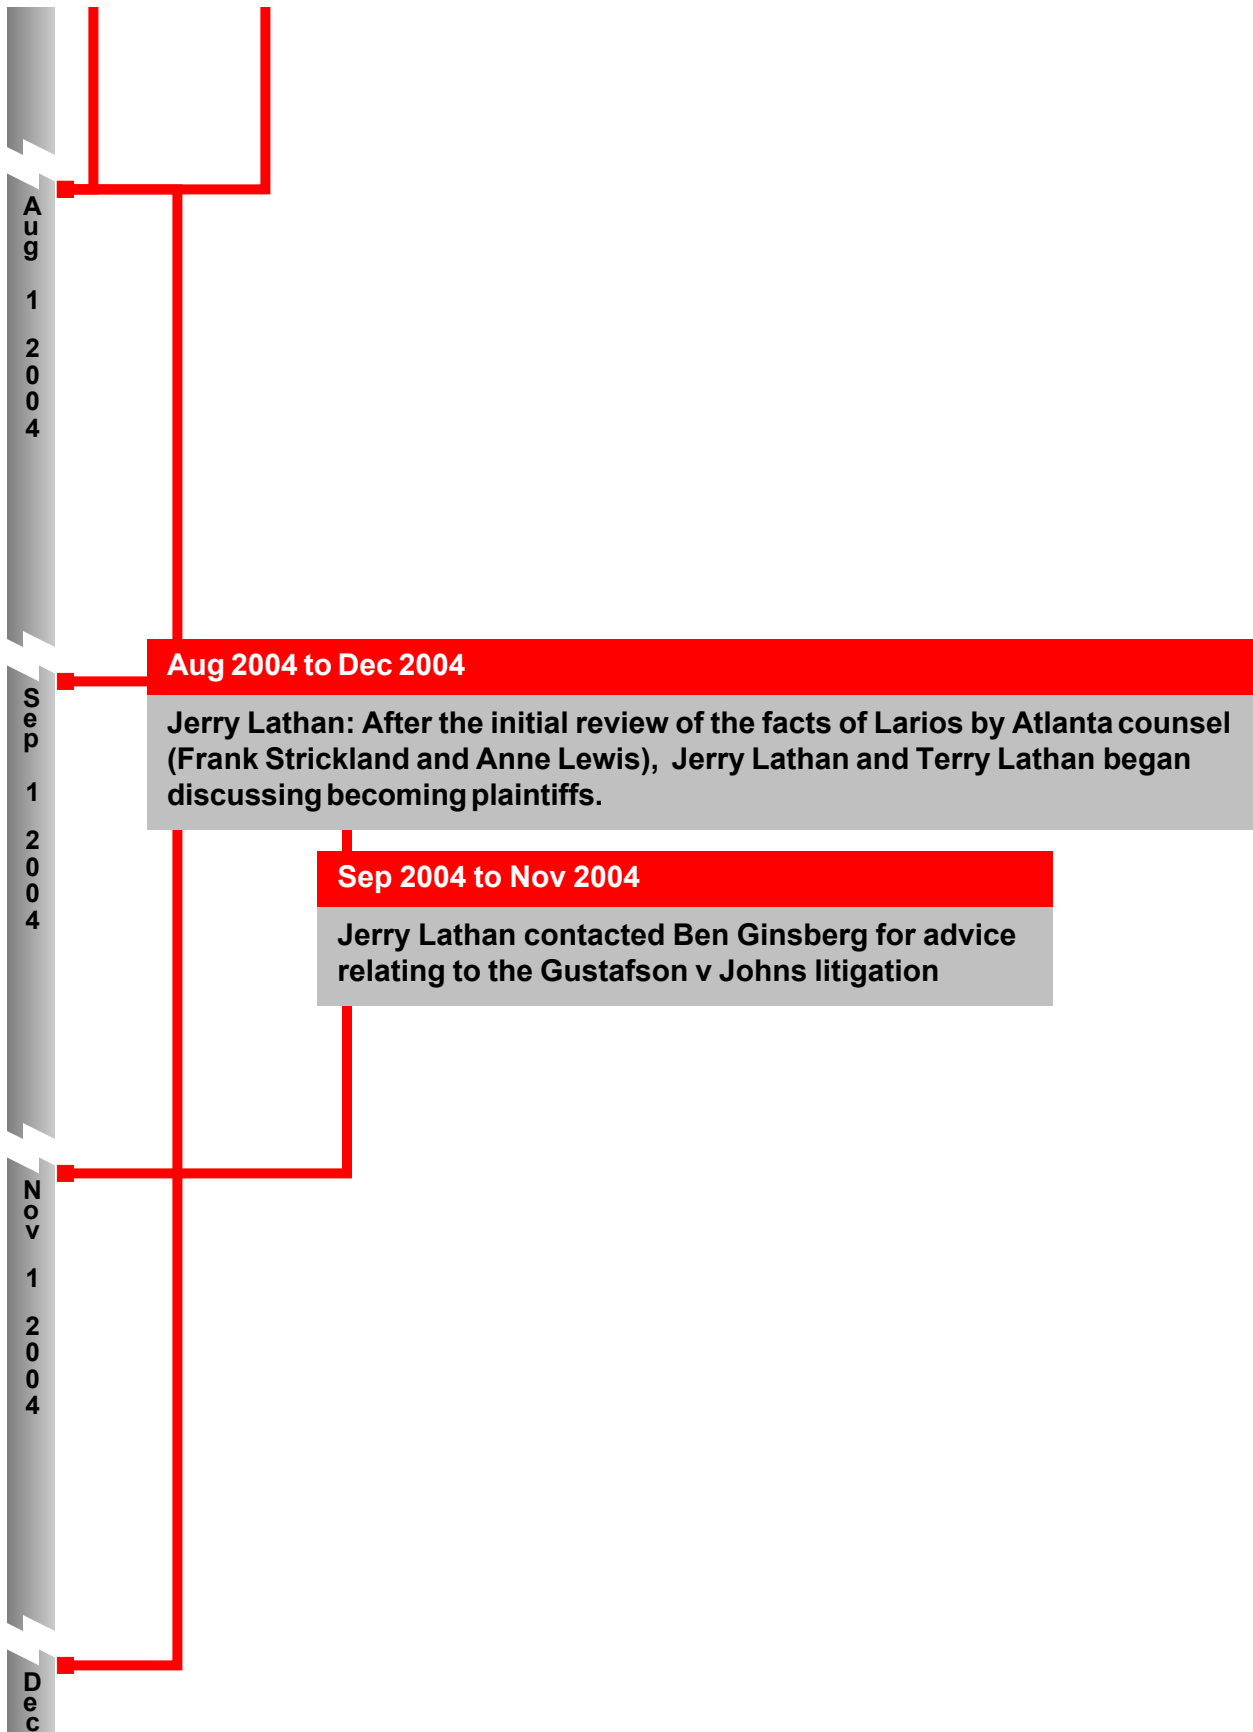 Aug 1 2004
Aug 2004 to Dec 2004
Jerry Lathan: After the initial review of the facts of Larios by Atlanta counsel
(Frank Strickland and Anne Lewis),  Jerry Lathan and Terry Lathan began
discussing becoming plaintiffs.
Sep 1 2004
Sep 2004 to Nov 2004
Jerry Lathan contacted Ben Ginsberg for advice
relating to the Gustafson v Johns litigation
Nov 1 2004
Dec